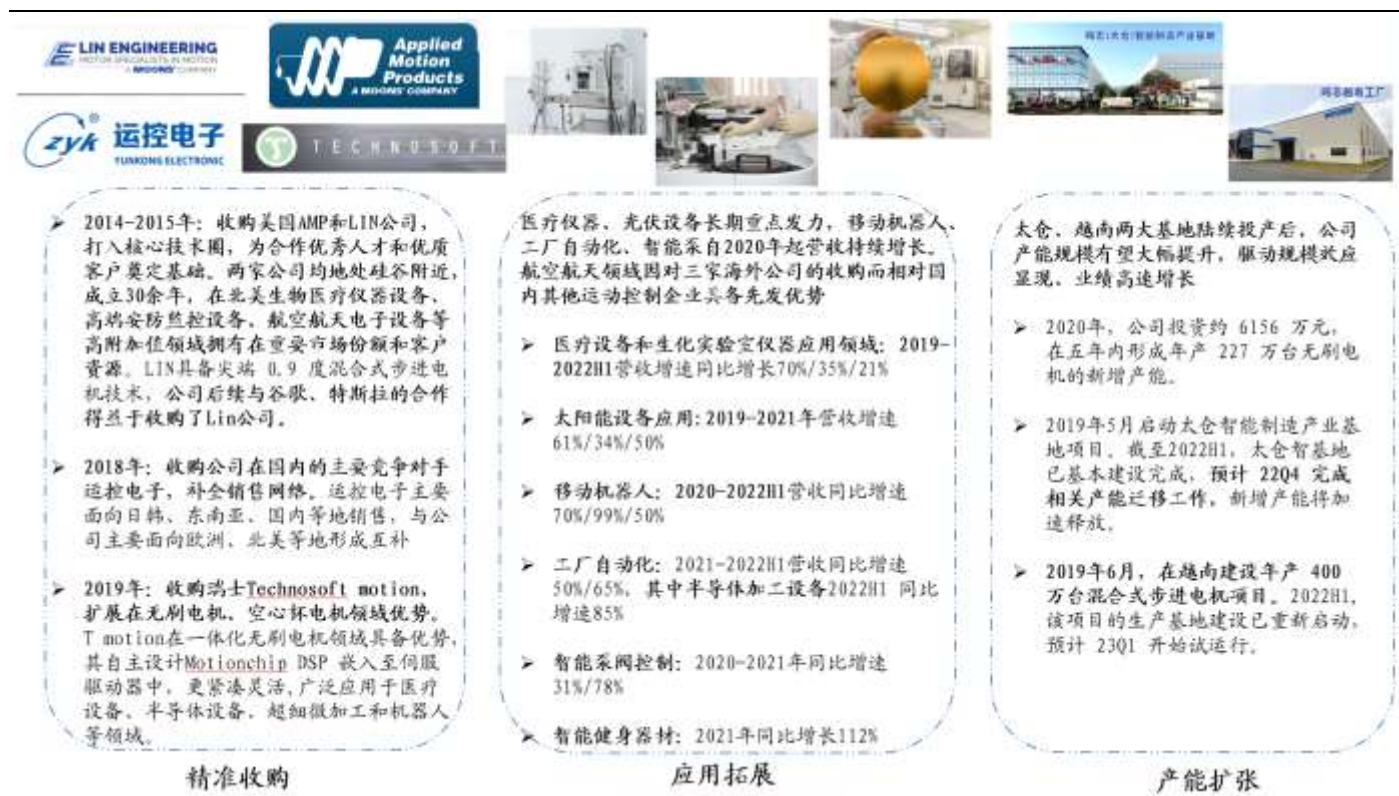 LIN ENGINEERING
MOTOR SPECIALISTS IN MOTION
A MOONS' COMPANY
Applied
Motion
Products
A MOONS' COMPANY
zyk® 运控电子
YUNKONG ELECTRONIC
TECHNOSOFT
鸣志(太仓)智能制造产业基地
鸣志越南工厂
➢ 2014-2015年：收购美国AMP和LIN公司，
打入核心技术圈，为合作优秀人才和优质
客户奠定基础。两家公司均地处硅谷附近，
成立30余年，在北美生物医疗仪器设备、
高端安防监控设备、航空航天电子设备等
高附加值领域拥有在重要市场份额和客户
资源。LIN具备尖端 0.9 度混合式步进电
机技术，公司后续与谷歌、特斯拉的合作
得益于收购了Lin公司。
➢ 2018年：收购公司在国内的主要竞争对手
运控电子，补全销售网络。运控电子主要
面向日韩、东南亚、国内等地销售，与公
司主要面向欧洲、北美等地形成互补
➢ 2019年：收购瑞士Technosoft motion，
扩展在无刷电机、空心杯电机领域优势。
T motion在一体化无刷电机领域具备优势，
其自主设计Motionchip DSP 嵌入至伺服
驱动器中，更紧凑灵活,广泛应用于医疗
设备、半导体设备、超细微加工和机器人
等领域。
精准收购
医疗仪器、光伏设备长期重点发力，移动机器人、
工厂自动化、智能泵自2020年起营收持续增长。
航空航天领域因对三家海外公司的收购而相对国
内其他运动控制企业具备先发优势
➢ 医疗设备和生化实验室仪器应用领域：2019-
2022H1营收增速同比增长70%/35%/21%
➢ 太阳能设备应用:2019-2021年营收增速
61%/34%/50%
➢ 移动机器人：2020-2022H1营收同比增速
70%/99%/50%
➢ 工厂自动化：2021-2022H1营收同比增速
50%/65%，其中半导体加工设备2022H1 同比
增速85%
➢ 智能泵阀控制：2020-2021年同比增速
31%/78%
➢ 智能健身器材：2021年同比增长112%
应用拓展
太仓、越南两大基地陆续投产后，公司
产能规模有望大幅提升，驱动规模效应
显现、业绩高速增长
➢ 2020年，公司投资约 6156 万元，
在五年内形成年产 227 万台无刷电
机的新增产能。
➢ 2019年5月启动太仓智能制造产业基
地项目。截至2022H1，太仓智基地
已基本建设完成，预计 22Q4 完成
相关产能迁移工作，新增产能将加
速释放。
➢ 2019年6月，在越南建设年产 400
万台混合式步进电机项目。2022H1，
该项目的生产基地建设已重新启动，
预计 23Q1 开始试运行。
产能扩张